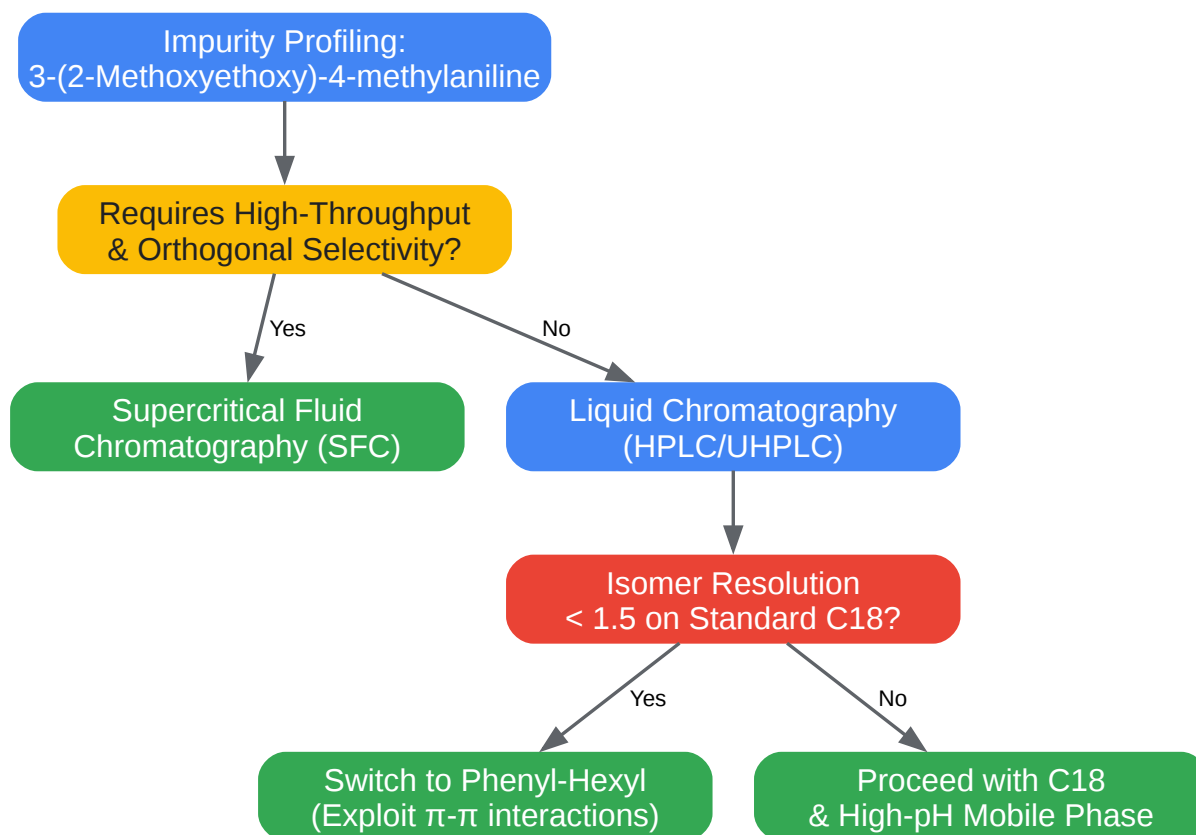 Impurity Profiling:
3-(2-Methoxyethoxy)-4-methylaniline
Requires High-Throughput
& Orthogonal Selectivity?
Yes
No
Supercritical Fluid
Chromatography (SFC)
Liquid Chromatography
(HPLC/UHPLC)
Isomer Resolution
< 1.5 on Standard C18?
Yes
No
Switch to Phenyl-Hexyl
(Exploit π-π interactions)
Proceed with C18
& High-pH Mobile Phase